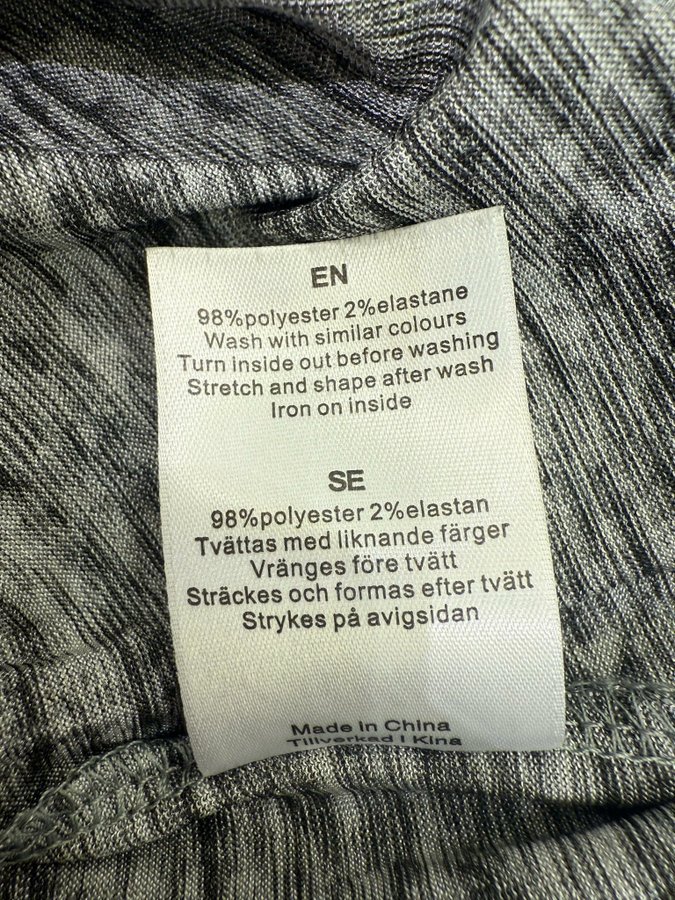 EN
98%polyester 2%elastane
Wash with similar colours
Turn inside out before washing
Stretch and shape after wash
Iron on inside
SE
98%polyester 2%elastan
Tvättas med liknande färger
Vränges före tvätt
Sträckes och formas efter tvätt
Strykes på avigsidan
Made in China
Tillverkad I Kina